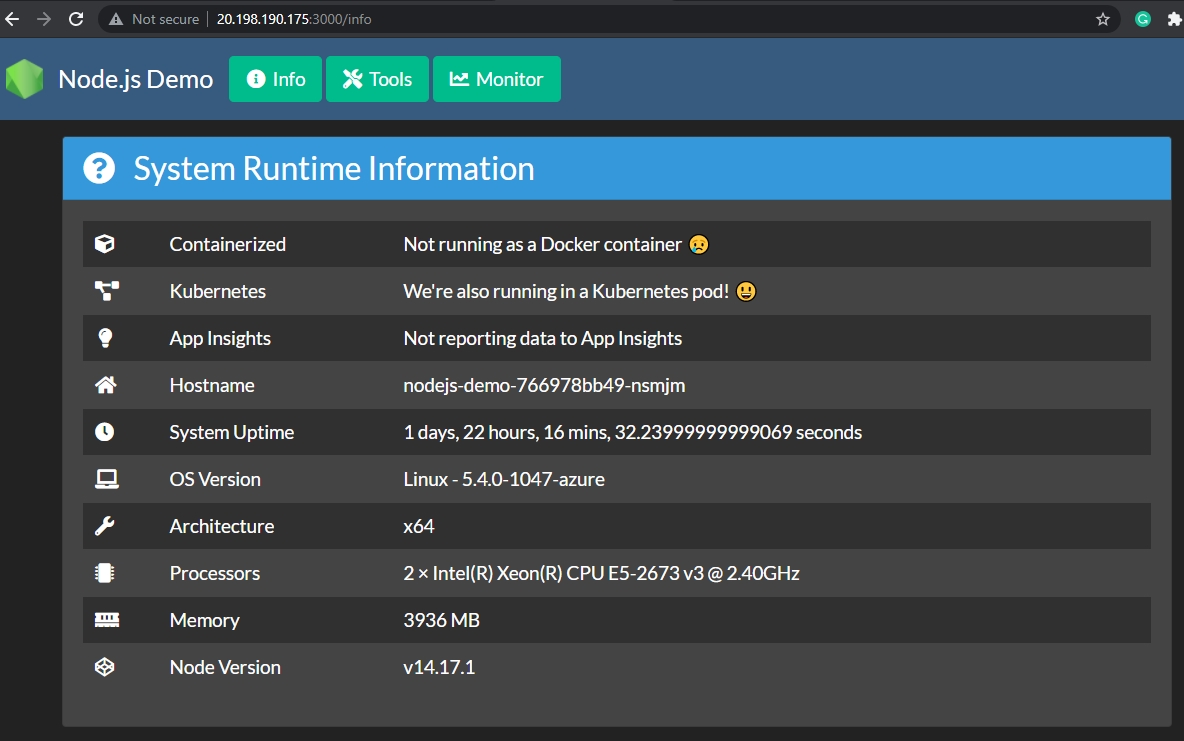 Not secure 20.198.190.175:3000/info
Node.js Demo Info Tools Monitor
System Runtime Information
Containerized Not running as a Docker container 😢
Kubernetes We're also running in a Kubernetes pod! 😃
App Insights Not reporting data to App Insights
Hostname nodejs-demo-766978bb49-nsmjm
System Uptime 1 days, 22 hours, 16 mins, 32.23999999999069 seconds
OS Version Linux - 5.4.0-1047-azure
Architecture x64
Processors 2 × Intel(R) Xeon(R) CPU E5-2673 v3 @ 2.40GHz
Memory 3936 MB
Node Version v14.17.1